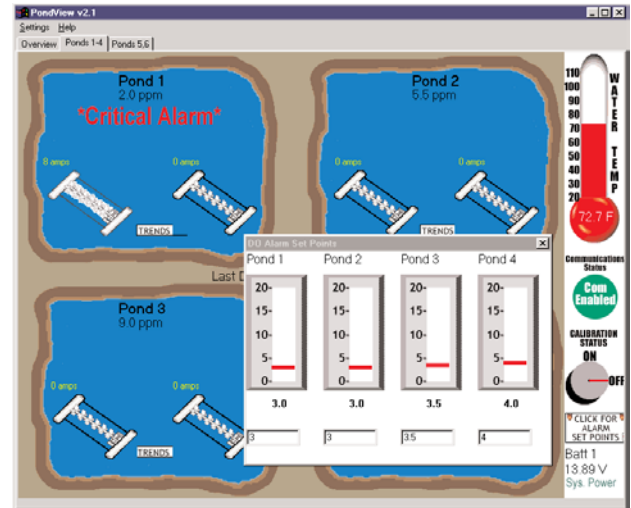 PondView v2.1
Settings Help
Overview Ponds 1-4 Ponds 5,6
Pond 1
2.0 ppm
*Critical Alarm*
8 amps
0 amps
TRENDS
Pond 2
5.5 ppm
0 amps
0 amps
TRENDS
Last
Pond 3
9.0 ppm
0 amps
0 amps
TRENDS
DO Alarm Set Points
Pond 1 Pond 2 Pond 3 Pond 4
20- 20- 20- 20-
15- 15- 15- 15-
10- 10- 10- 10-
5- 5- 5- 5-
0- 0- 0- 0-
3.0 3.0 3.5 4.0
3 3 3.5 4
110
100
90
80
70
60
50
40
30
20
WATER TEMP
72.7 F
Communications
Status
Com
Enabled
CALIBRATION
STATUS
ON
OFF
CLICK FOR
ALARM
SET POINTS
Batt 1
13.89 V
Sys. Power